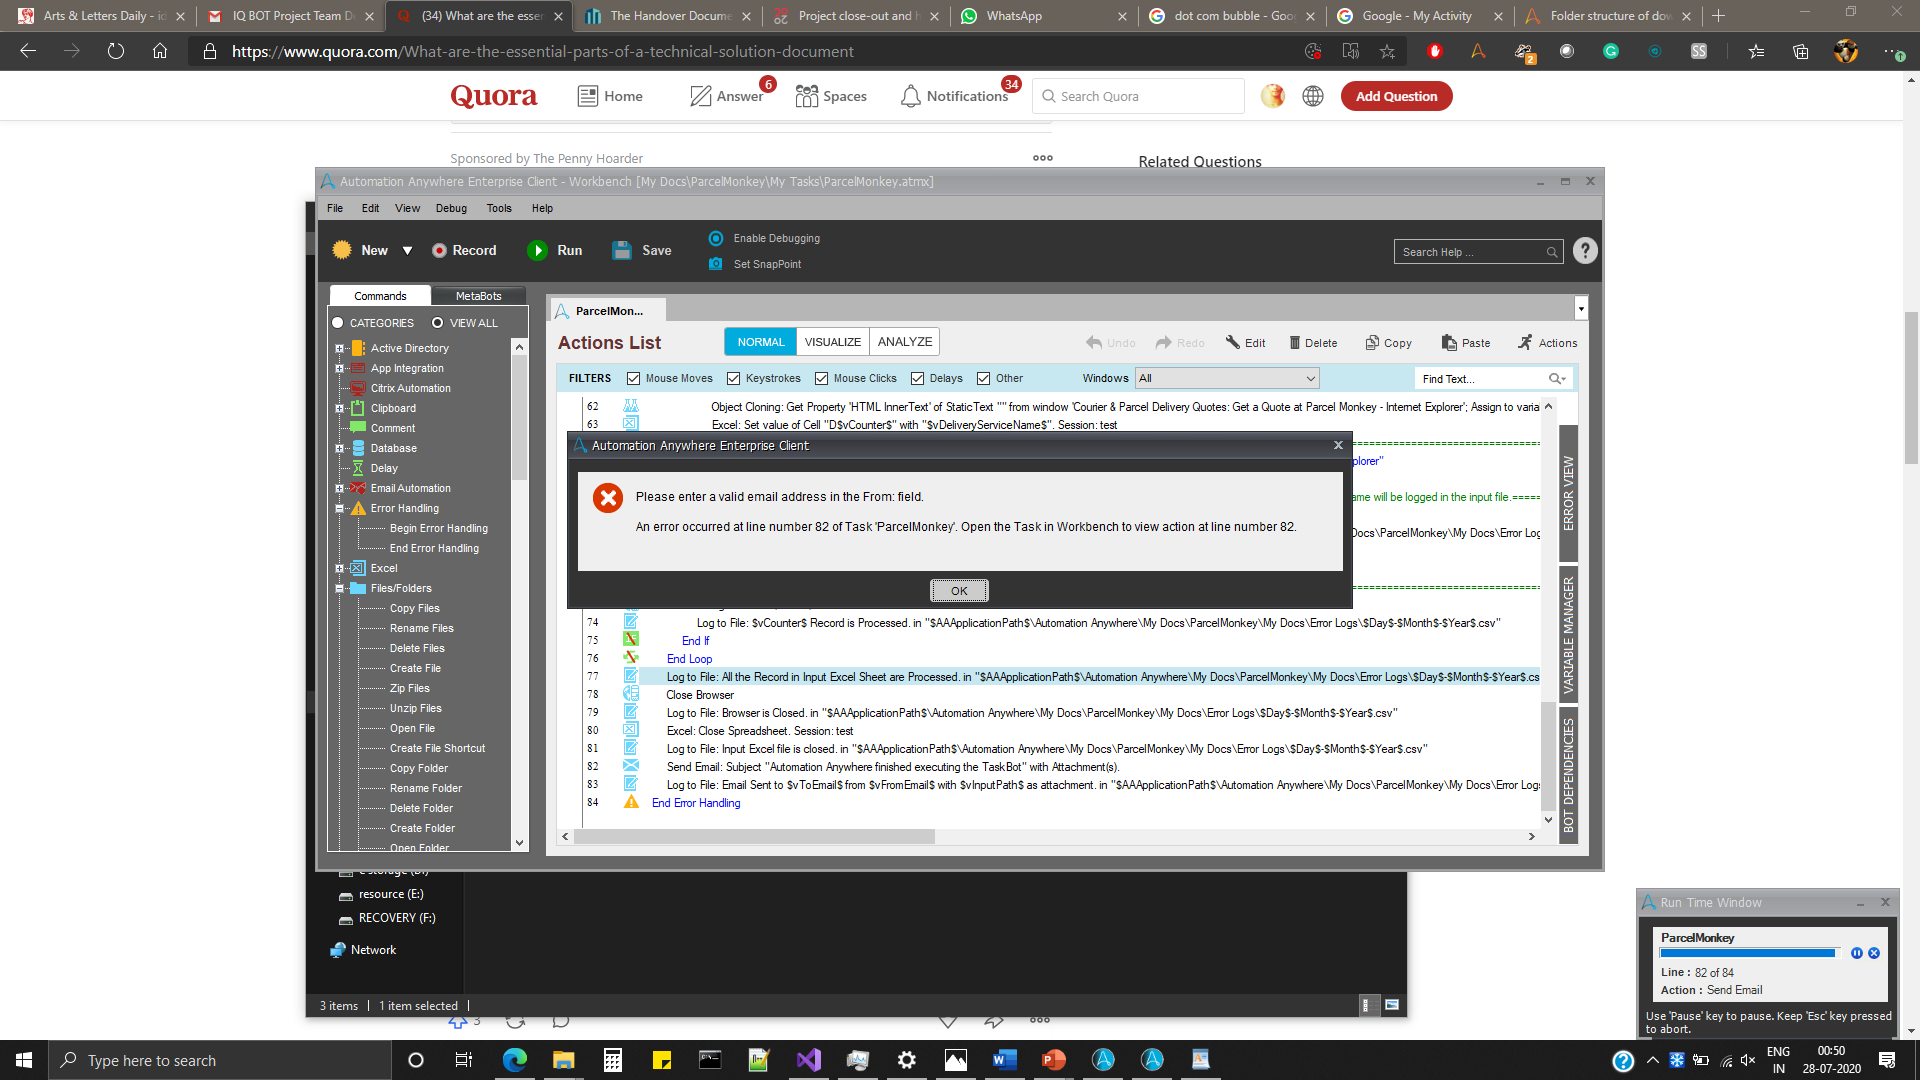 Arts & Letters Daily - id
IQ BOT Project Team D
(34) What are the esser
The Handover Docume
Project close-out and h
WhatsApp
dot com bubble - Goog
Google - My Activity
Folder structure of dow
https://www.quora.com/What-are-the-essential-parts-of-a-technical-solution-document
Quora
Home
Answer
6
Spaces
Notifications
34
Search Quora
Add Question
Sponsored by The Penny Hoarder
Related Questions
Automation Anywhere Enterprise Client - Workbench [My Docs\ParcelMonkey\My Tasks\ParcelMonkey.atmx]
File Edit View Debug Tools Help
New Record Run Save
Enable Debugging
Set SnapPoint
Search Help ...
Commands MetaBots
CATEGORIES VIEW ALL
Active Directory
App Integration
Citrix Automation
Clipboard
Comment
Database
Delay
Email Automation
Error Handling
Begin Error Handling
End Error Handling
Excel
Files/Folders
Copy Files
Rename Files
Delete Files
Create File
Zip Files
Unzip Files
Open File
Create File Shortcut
Copy Folder
Rename Folder
Delete Folder
Create Folder
Open Folder
ParcelMon...
Actions List
NORMAL VISUALIZE ANALYZE
Undo Redo Edit Delete Copy Paste Actions
FILTERS Mouse Moves Keystrokes Mouse Clicks Delays Other Windows All Find Text...
62 Object Cloning: Get Property 'HTML InnerText' of StaticText "" from window 'Courier & Parcel Delivery Quotes: Get a Quote at Parcel Monkey - Internet Explorer'; Assign to varia
63 Excel: Set value of Cell "D$vCounter$" with "$vDeliveryServiceName$". Session: test
plorer"
ame will be logged in the input file.=====
Docs\ParcelMonkey\My Docs\Error Log
Automation Anywhere Enterprise Client
Please enter a valid email address in the From: field.
An error occurred at line number 82 of Task 'ParcelMonkey'. Open the Task in Workbench to view action at line number 82.
OK
74 Log to File: $vCounter$ Record is Processed. in "$AAApplicationPath$\Automation Anywhere\My Docs\ParcelMonkey\My Docs\Error Logs\$Day$-$Month$-$Year$.csv"
75 End If
76 End Loop
77 Log to File: All the Record in Input Excel Sheet are Processed. in "$AAApplicationPath$\Automation Anywhere\My Docs\ParcelMonkey\My Docs\Error Logs\$Day$-$Month$-$Year$.cs
78 Close Browser
79 Log to File: Browser is Closed. in "$AAApplicationPath$\Automation Anywhere\My Docs\ParcelMonkey\My Docs\Error Logs\$Day$-$Month$-$Year$.csv"
80 Excel: Close Spreadsheet. Session: test
81 Log to File: Input Excel file is closed. in "$AAApplicationPath$\Automation Anywhere\My Docs\ParcelMonkey\My Docs\Error Logs\$Day$-$Month$-$Year$.csv"
82 Send Email: Subject "Automation Anywhere finished executing the TaskBot" with Attachment(s).
83 Log to File: Email Sent to $vToEmail$ from $vFromEmail$ with $vInputPath$ as attachment. in "$AAApplicationPath$\Automation Anywhere\My Docs\ParcelMonkey\My Docs\Error Log
84 End Error Handling
ERROR VIEW
VARIABLE MANAGER
BOT DEPENDENCIES
resource (E:)
RECOVERY (F:)
Network
3 items 1 item selected
3
Run Time Window
ParcelMonkey
Line : 82 of 84
Action : Send Email
Use 'Pause' key to pause. Keep 'Esc' key pressed
to abort.
Type here to search
ENG
IN
00:50
28-07-2020